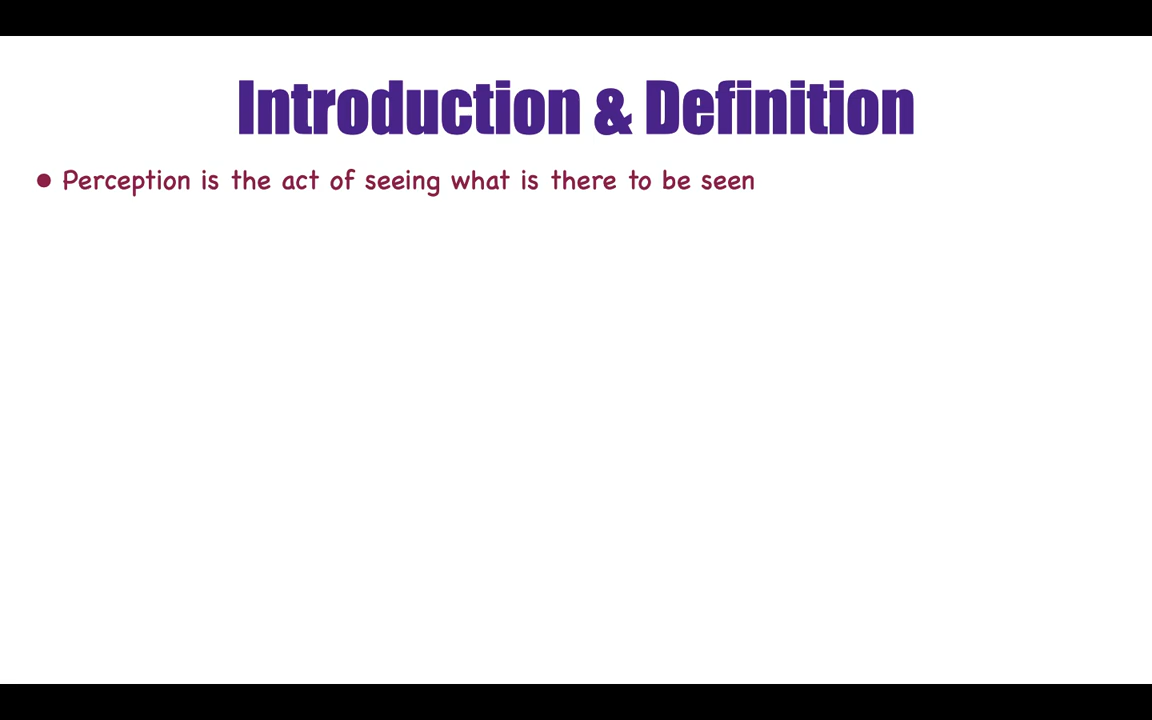 Introduction & Definition
• Perception is the act of seeing what is there to be seen